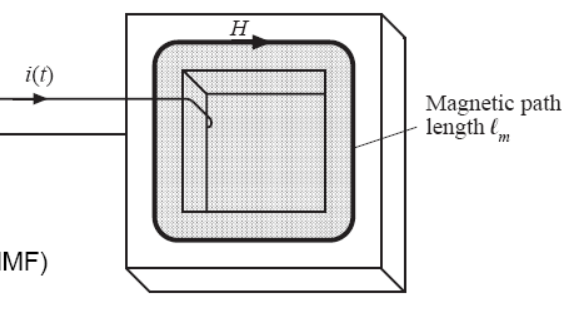 H
i(t)
Magnetic path
length ℓm
MF)